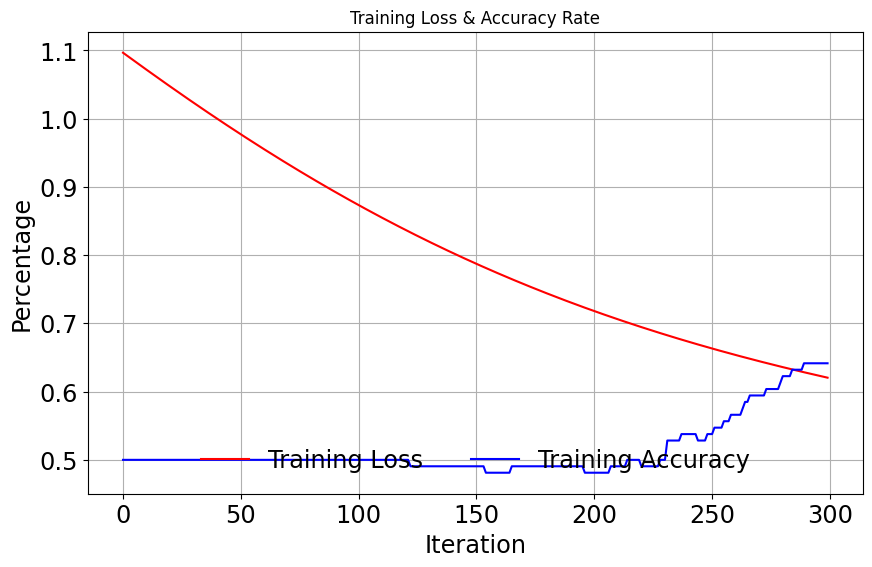 Training Loss & Accuracy Rate
Percentage
1.1
1.0
0.9
0.8
0.7
0.6
0.5
Training Loss Training Accuracy
0 50 100 150 200 250 300
Iteration